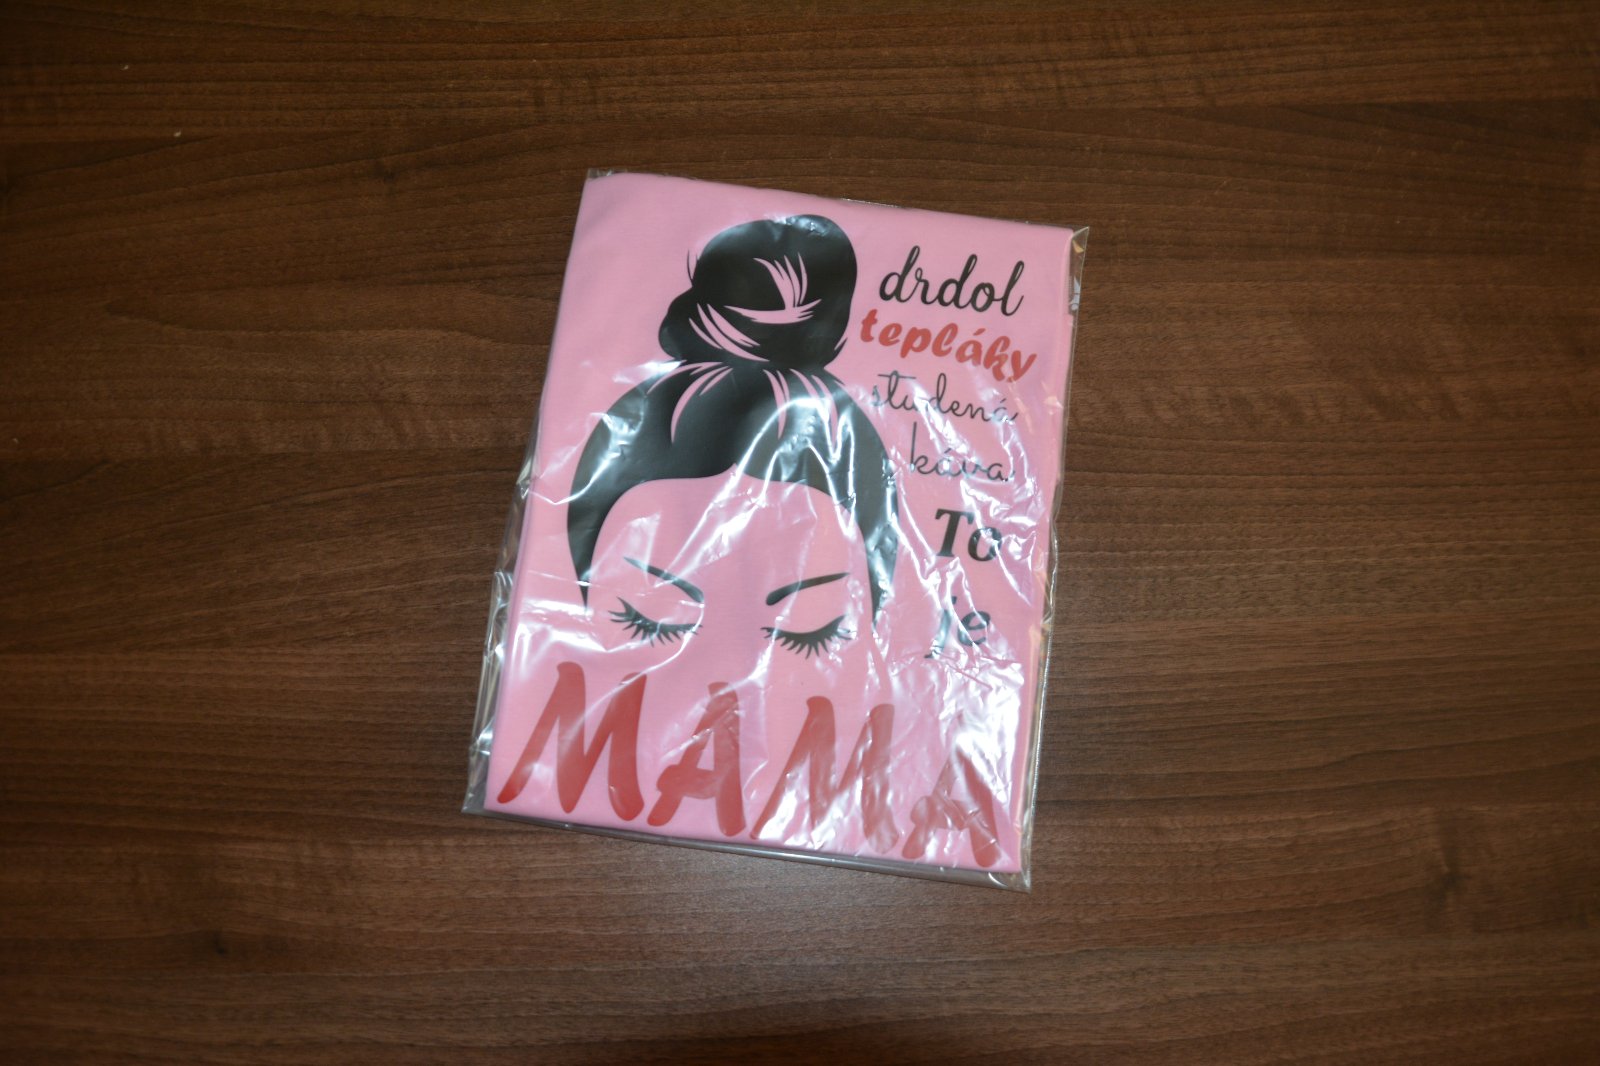 drdol
tepláky
studená
káva
To
je
MAMA